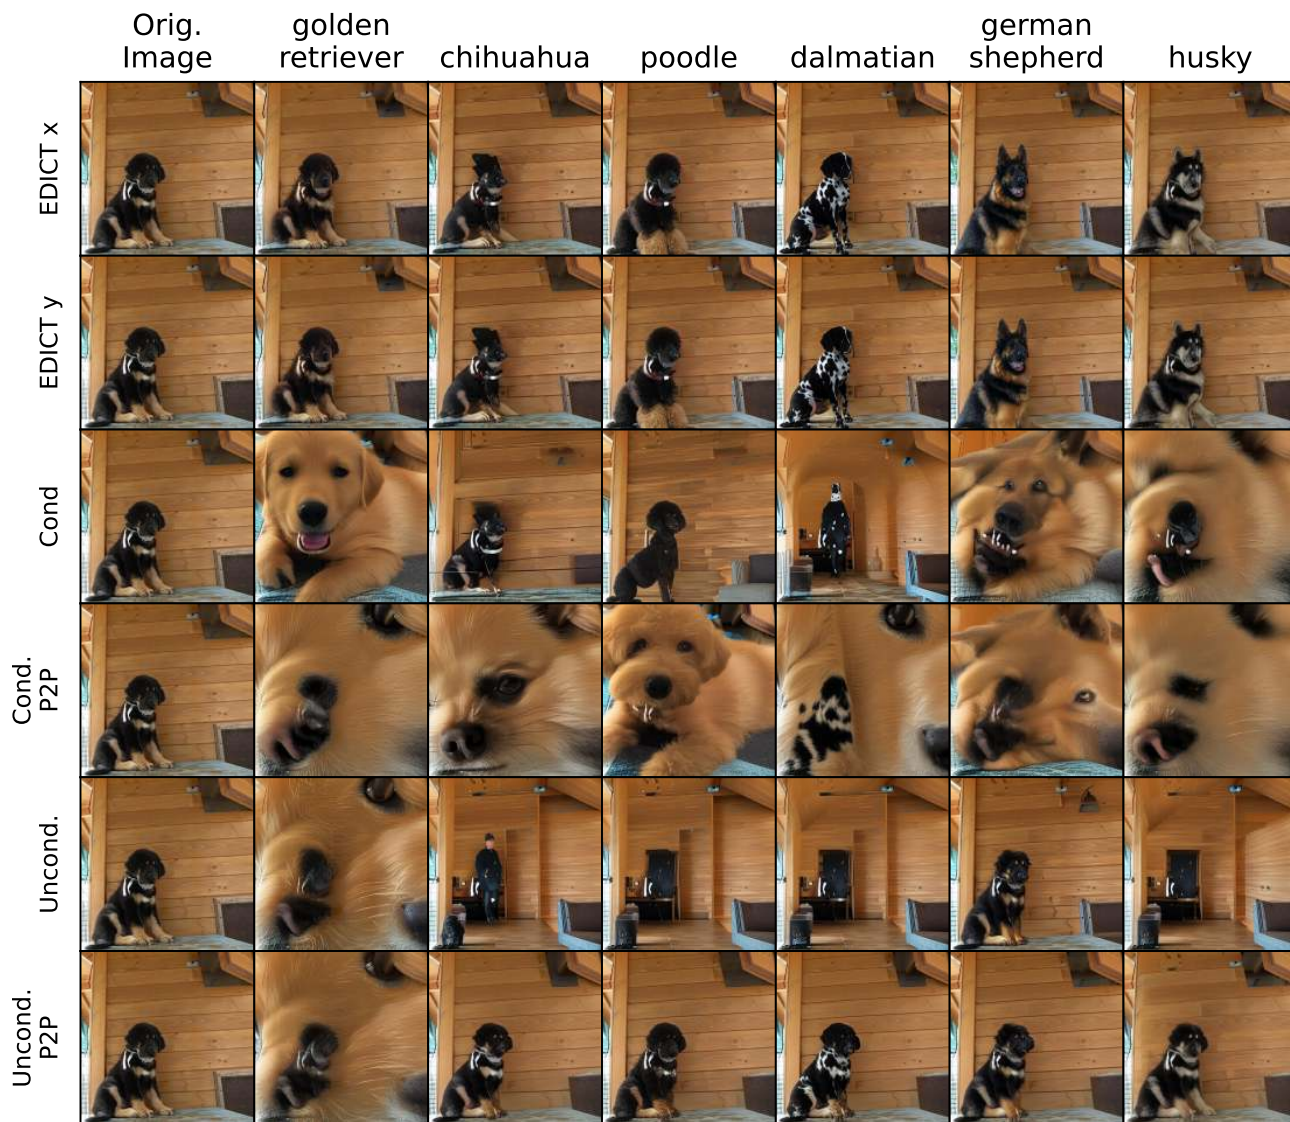 Orig.
Image
golden
retriever
chihuahua
poodle
dalmatian
german
shepherd
husky
EDICT x
EDICT y
Cond
Cond.
P2P
Uncond.
Uncond.
P2P